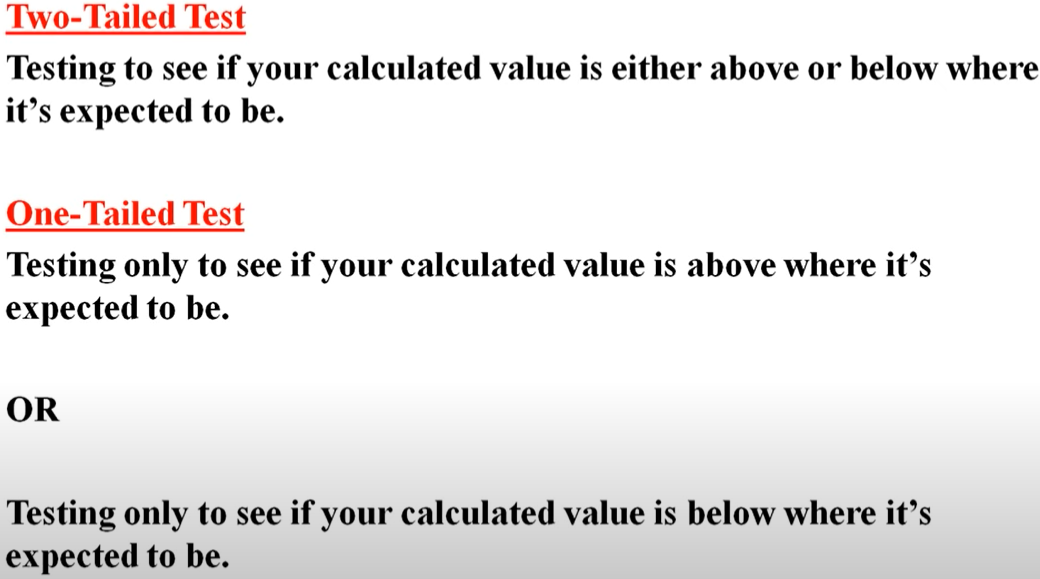 Two-Tailed Test
Testing to see if your calculated value is either above or below where
it’s expected to be.
One-Tailed Test
Testing only to see if your calculated value is above where it’s
expected to be.
OR
Testing only to see if your calculated value is below where it’s
expected to be.